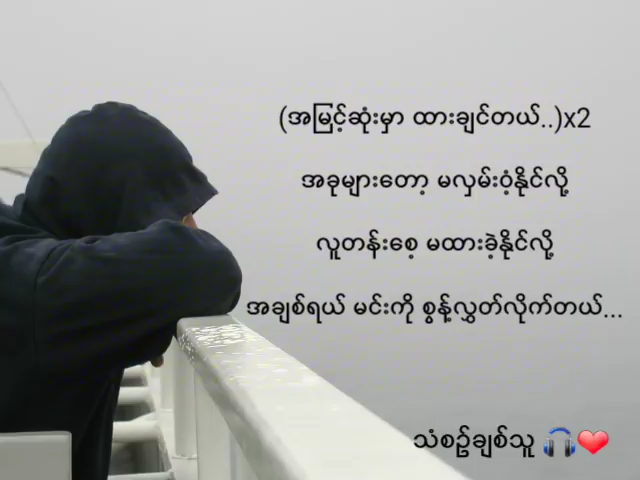 (အမြင့်ဆုံးမှာ ထားချင်တယ်..)x2
အခုများတော့ မလှမ်းဝံ့နိုင်လို့
လူတန်းစေ့ မထားခဲ့နိုင်လို့
အချစ်ရယ် မင်းကို စွန့်လွှတ်လိုက်တယ်...
သံစဥ်ချစ်သူ 🎧❤